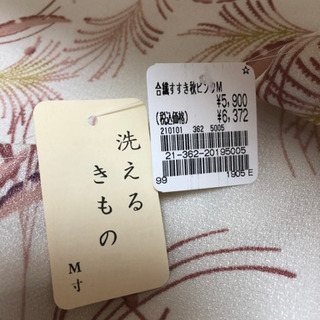 洗える
きもの
M寸
☆
合繊すすき秋ピンクM
¥5,900
(税込価格) ¥6,372
210101 362 5005
21-362-20195005
99 1905 E